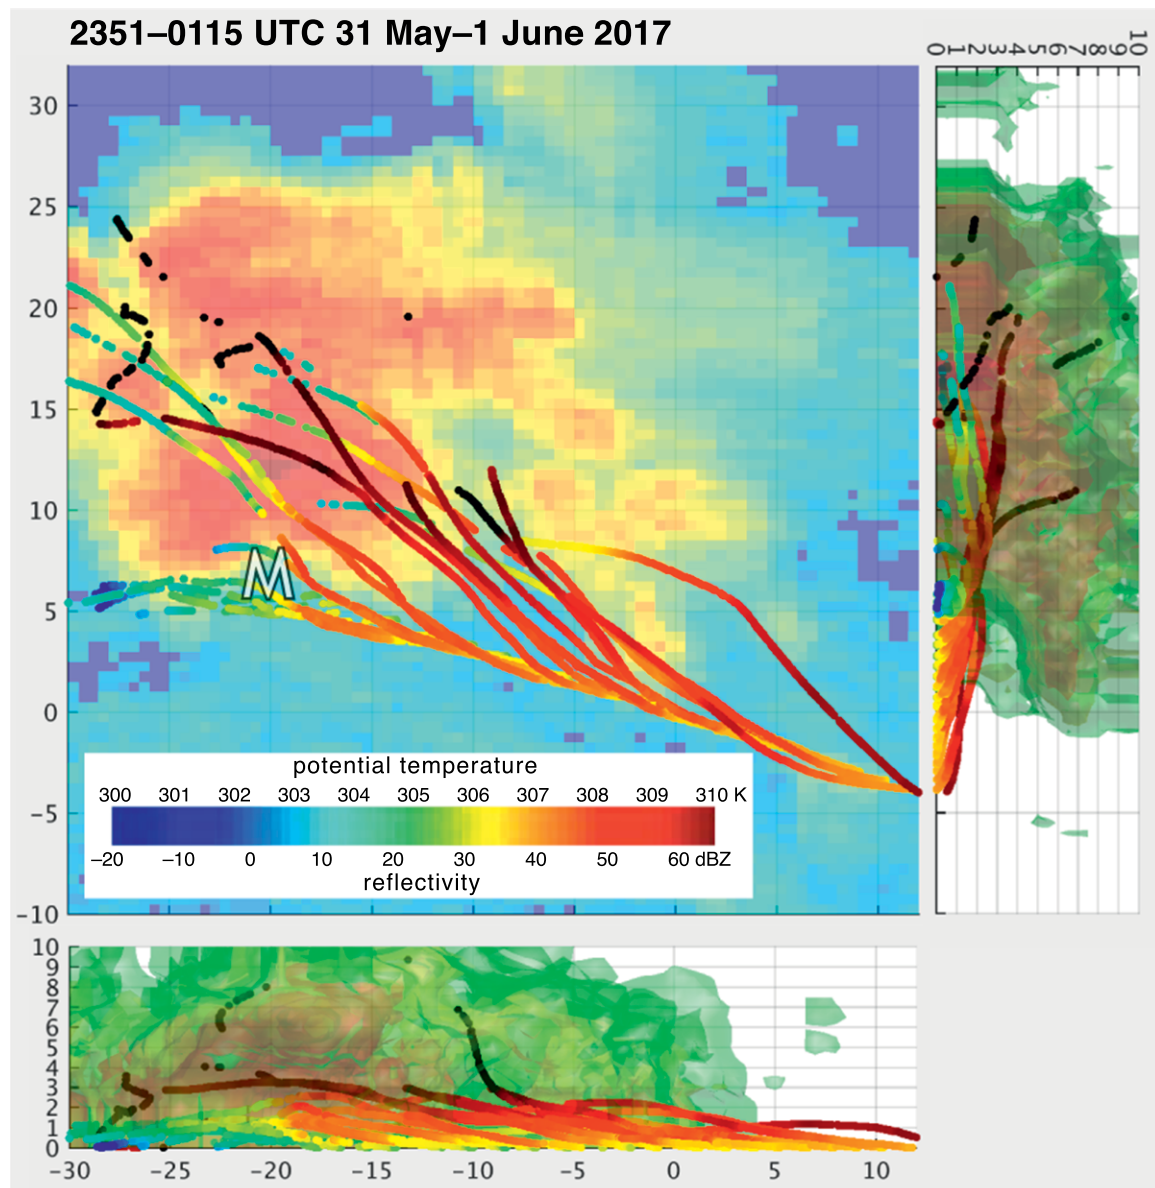 2351–0115 UTC 31 May–1 June 2017
0 1 2 3 4 5 6 7 8 9 10
30
25
20
15
10
5
0
−5
−10
M
potential temperature
300 301 302 303 304 305 306 307 308 309 310 K
−20 −10 0 10 20 30 40 50 60 dBZ
reflectivity
10
9
8
7
6
5
4
3
2
1
0
-30 -25 -20 -15 -10 -5 0 5 10